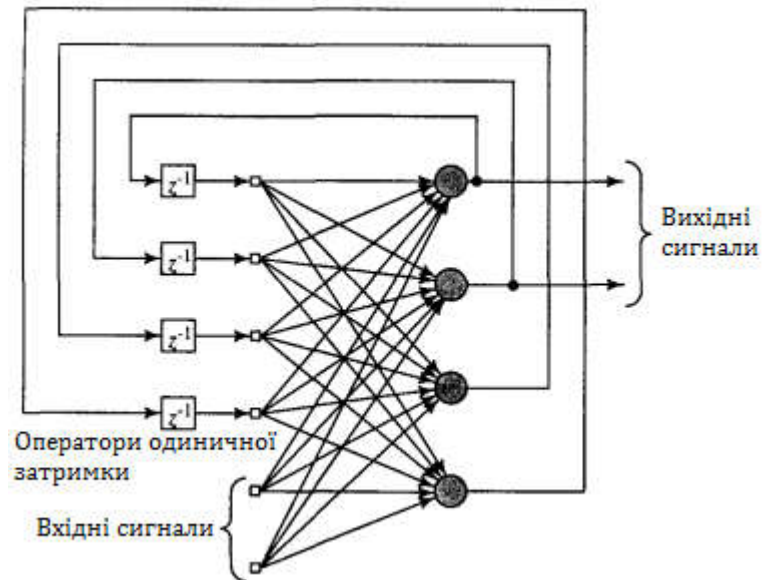 z⁻¹
z⁻¹
z⁻¹
z⁻¹
Вихідні
сигнали
Оператори одиничної
затримки
Вхідні сигнали